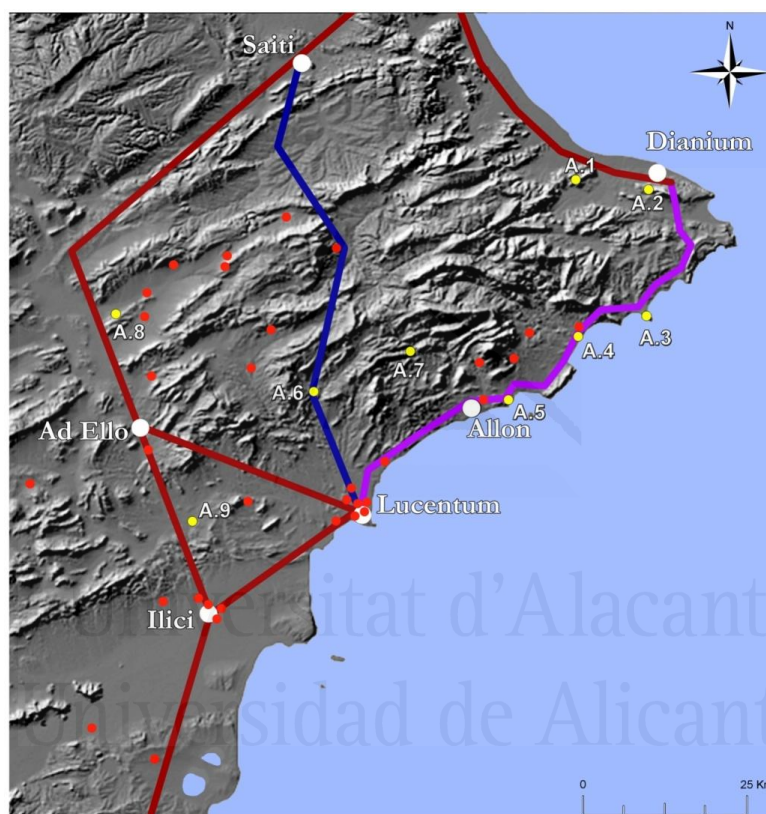 N
Saiti
Dianium
A.1
A.2
A.8
A.3
A.4
A.7
A.6
A.5
Ad Ello
Allon
A.9
Lucentum
Ilici
Universitat d'Alacant
Universidad de Alicante
0
25 Km